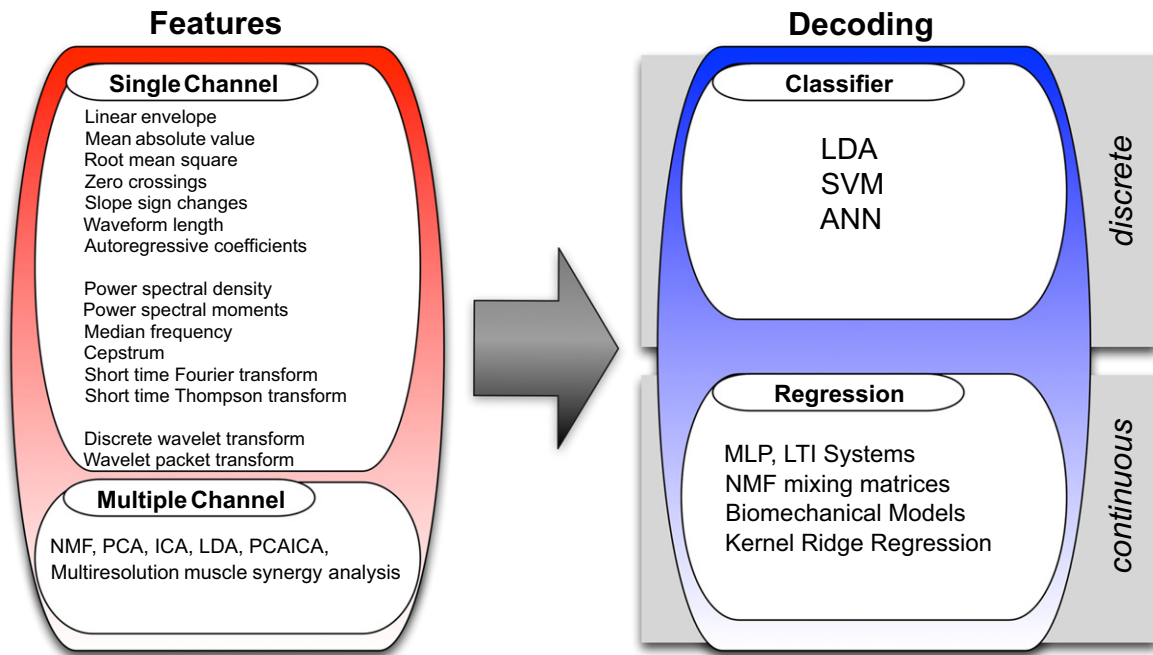 Features
Single Channel
Linear envelope
Mean absolute value
Root mean square
Zero crossings
Slope sign changes
Waveform length
Autoregressive coefficients
Power spectral density
Power spectral moments
Median frequency
Cepstrum
Short time Fourier transform
Short time Thompson transform
Discrete wavelet transform
Wavelet packet transform
Multiple Channel
NMF, PCA, ICA, LDA, PCAICA,
Multiresolution muscle synergy analysis
Decoding
Classifier
LDA
SVM
ANN
discrete
Regression
MLP, LTI Systems
NMF mixing matrices
Biomechanical Models
Kernel Ridge Regression
continuous